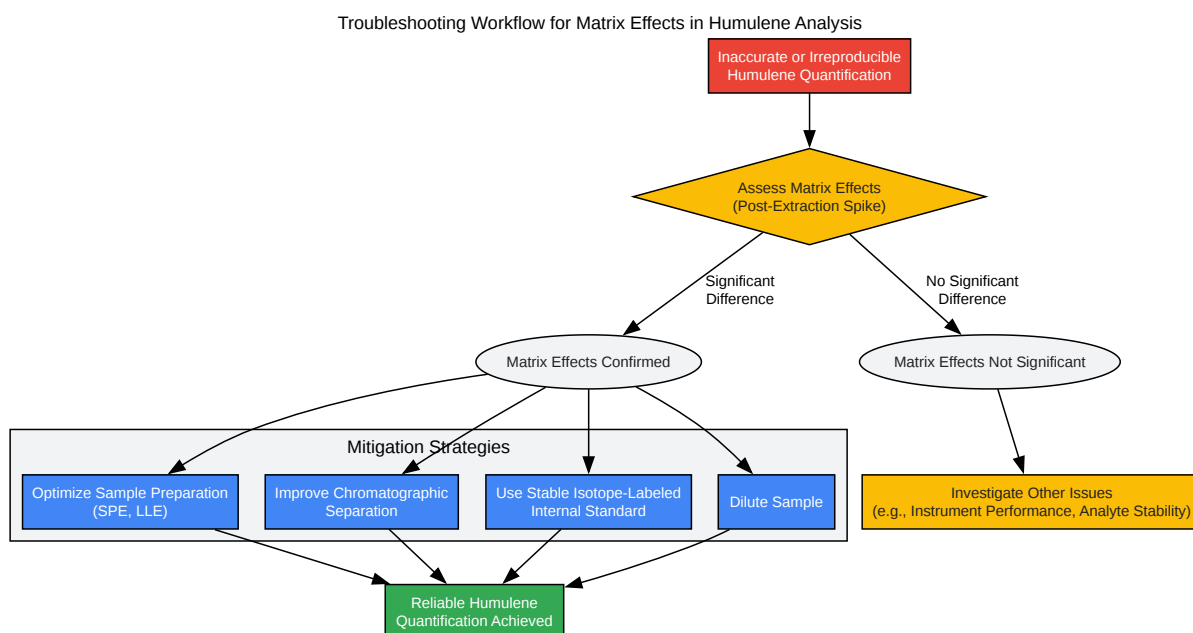 Troubleshooting Workflow for Matrix Effects in Humulene Analysis
Inaccurate or Irreproducible
Humulene Quantification
Assess Matrix Effects
(Post-Extraction Spike)
Significant
Difference
No Significant
Difference
Matrix Effects Confirmed
Matrix Effects Not Significant
Mitigation Strategies
Optimize Sample Preparation
(SPE, LLE)
Improve Chromatographic
Separation
Use Stable Isotope-Labeled
Internal Standard
Dilute Sample
Investigate Other Issues
(e.g., Instrument Performance, Analyte Stability)
Reliable Humulene
Quantification Achieved